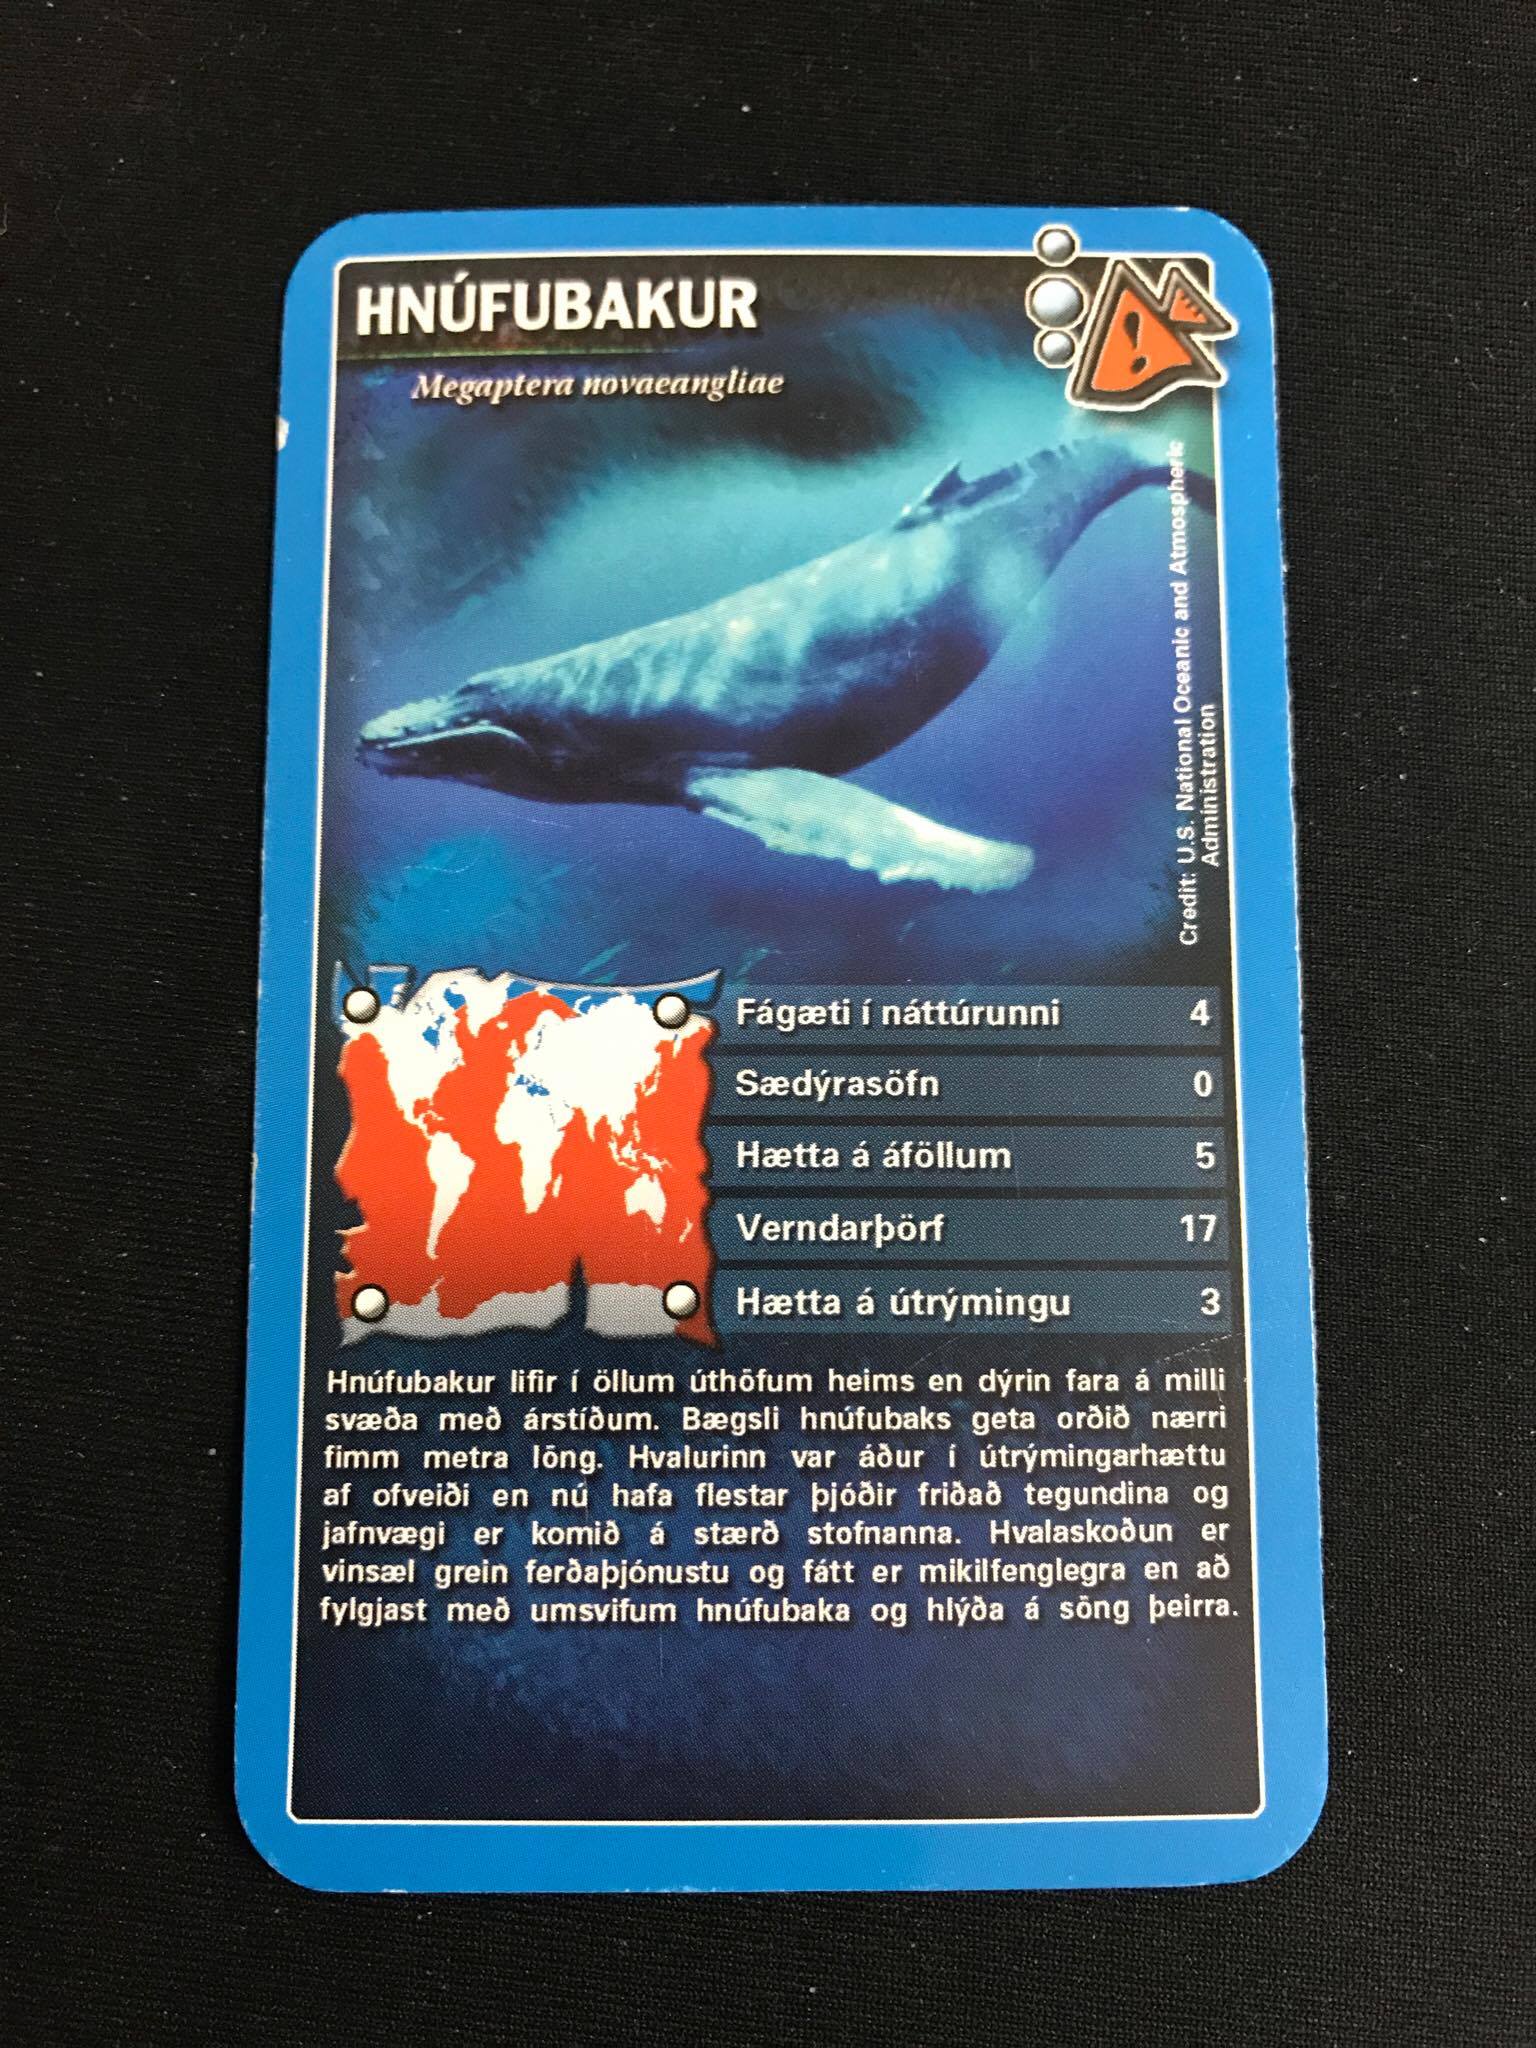 HNÚFUBAKUR
Megaptera novaeangliae
Credit: U.S. National Oceanic and Atmospheric
Administration
Fágæti í náttúrunni 4
Sædýrasöfn 0
Hætta á áföllum 5
Verndarþörf 17
Hætta á útrýmingu 3
Hnúfubakur lifir í öllum úthöfum heims en dýrin fara á milli
svæða með árstíðum. Bægsli hnúfubaks geta orðið nærri
fimm metra löng. Hvalurinn var áður í útrýmingarhættu
af ofveiði en nú hafa flestar þjóðir friðað tegundina og
jafnvægi er komið á stærð stofnanna. Hvalaskoðun er
vinsæl grein ferðaþjónustu og fátt er mikilfenglegra en að
fylgjast með umsvifum hnúfubaka og hlýða á söng þeirra.